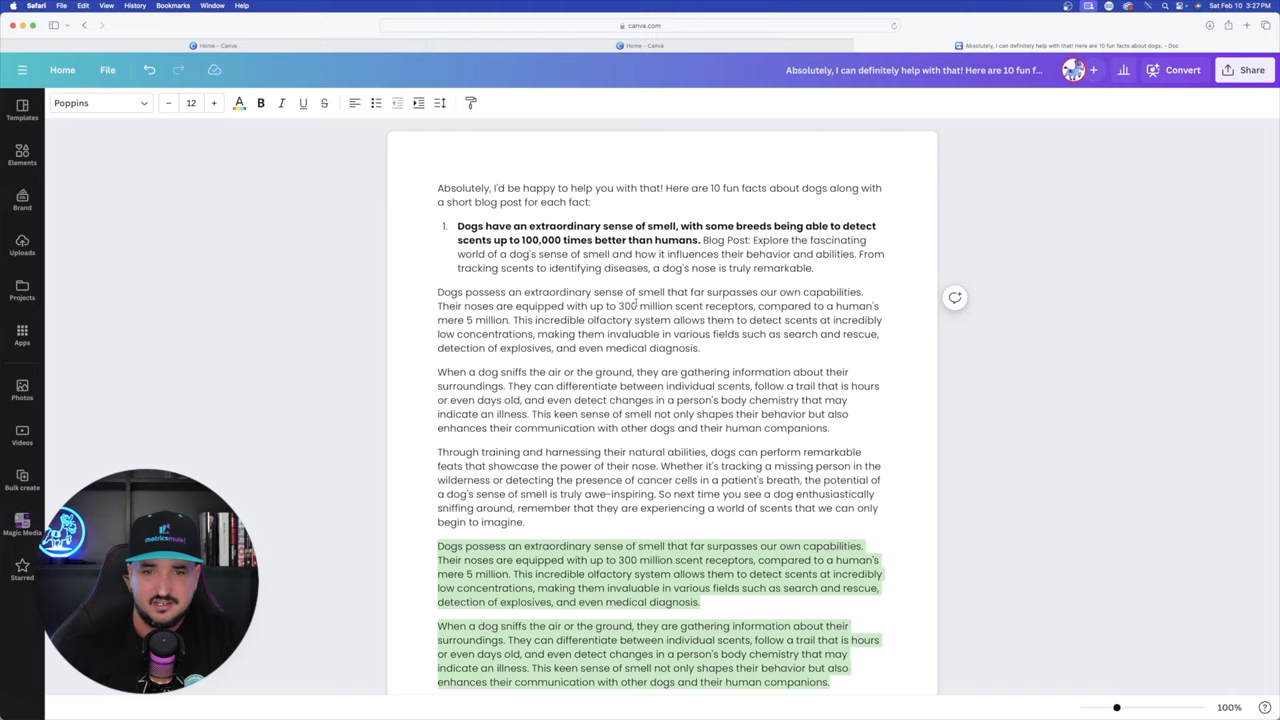 Safari File Edit View History Bookmarks Window Help
Sat Feb 10 3:27 PM
canva.com
Home - Canva
Home - Canva
Absolutely, I can definitely help with that! Here are 10 fun facts about dogs: - Doc
Home File
Absolutely, I can definitely help with that! Here are 10 fun f...
Convert
Share
Poppins
12
A B I U S
Templates
Elements
Brand
Uploads
Projects
Apps
Photos
Videos
Bulk create
Magic Media
Starred
Absolutely, I'd be happy to help you with that! Here are 10 fun facts about dogs along with
a short blog post for each fact:
1. Dogs have an extraordinary sense of smell, with some breeds being able to detect
scents up to 100,000 times better than humans. Blog Post: Explore the fascinating
world of a dog's sense of smell and how it influences their behavior and abilities. From
tracking scents to identifying diseases, a dog's nose is truly remarkable.
Dogs possess an extraordinary sense of smell that far surpasses our own capabilities.
Their noses are equipped with up to 300 million scent receptors, compared to a human's
mere 5 million. This incredible olfactory system allows them to detect scents at incredibly
low concentrations, making them invaluable in various fields such as search and rescue,
detection of explosives, and even medical diagnosis.
When a dog sniffs the air or the ground, they are gathering information about their
surroundings. They can differentiate between individual scents, follow a trail that is hours
or even days old, and even detect changes in a person's body chemistry that may
indicate an illness. This keen sense of smell not only shapes their behavior but also
enhances their communication with other dogs and their human companions.
Through training and harnessing their natural abilities, dogs can perform remarkable
feats that showcase the power of their nose. Whether it's tracking a missing person in the
wilderness or detecting the presence of cancer cells in a patient's breath, the potential of
a dog's sense of smell is truly awe-inspiring. So next time you see a dog enthusiastically
sniffing around, remember that they are experiencing a world of scents that we can only
begin to imagine.
Dogs possess an extraordinary sense of smell that far surpasses our own capabilities.
Their noses are equipped with up to 300 million scent receptors, compared to a human's
mere 5 million. This incredible olfactory system allows them to detect scents at incredibly
low concentrations, making them invaluable in various fields such as search and rescue,
detection of explosives, and even medical diagnosis.
When a dog sniffs the air or the ground, they are gathering information about their
surroundings. They can differentiate between individual scents, follow a trail that is hours
or even days old, and even detect changes in a person's body chemistry that may
indicate an illness. This keen sense of smell not only shapes their behavior but also
enhances their communication with other dogs and their human companions.
metricsmule
100%